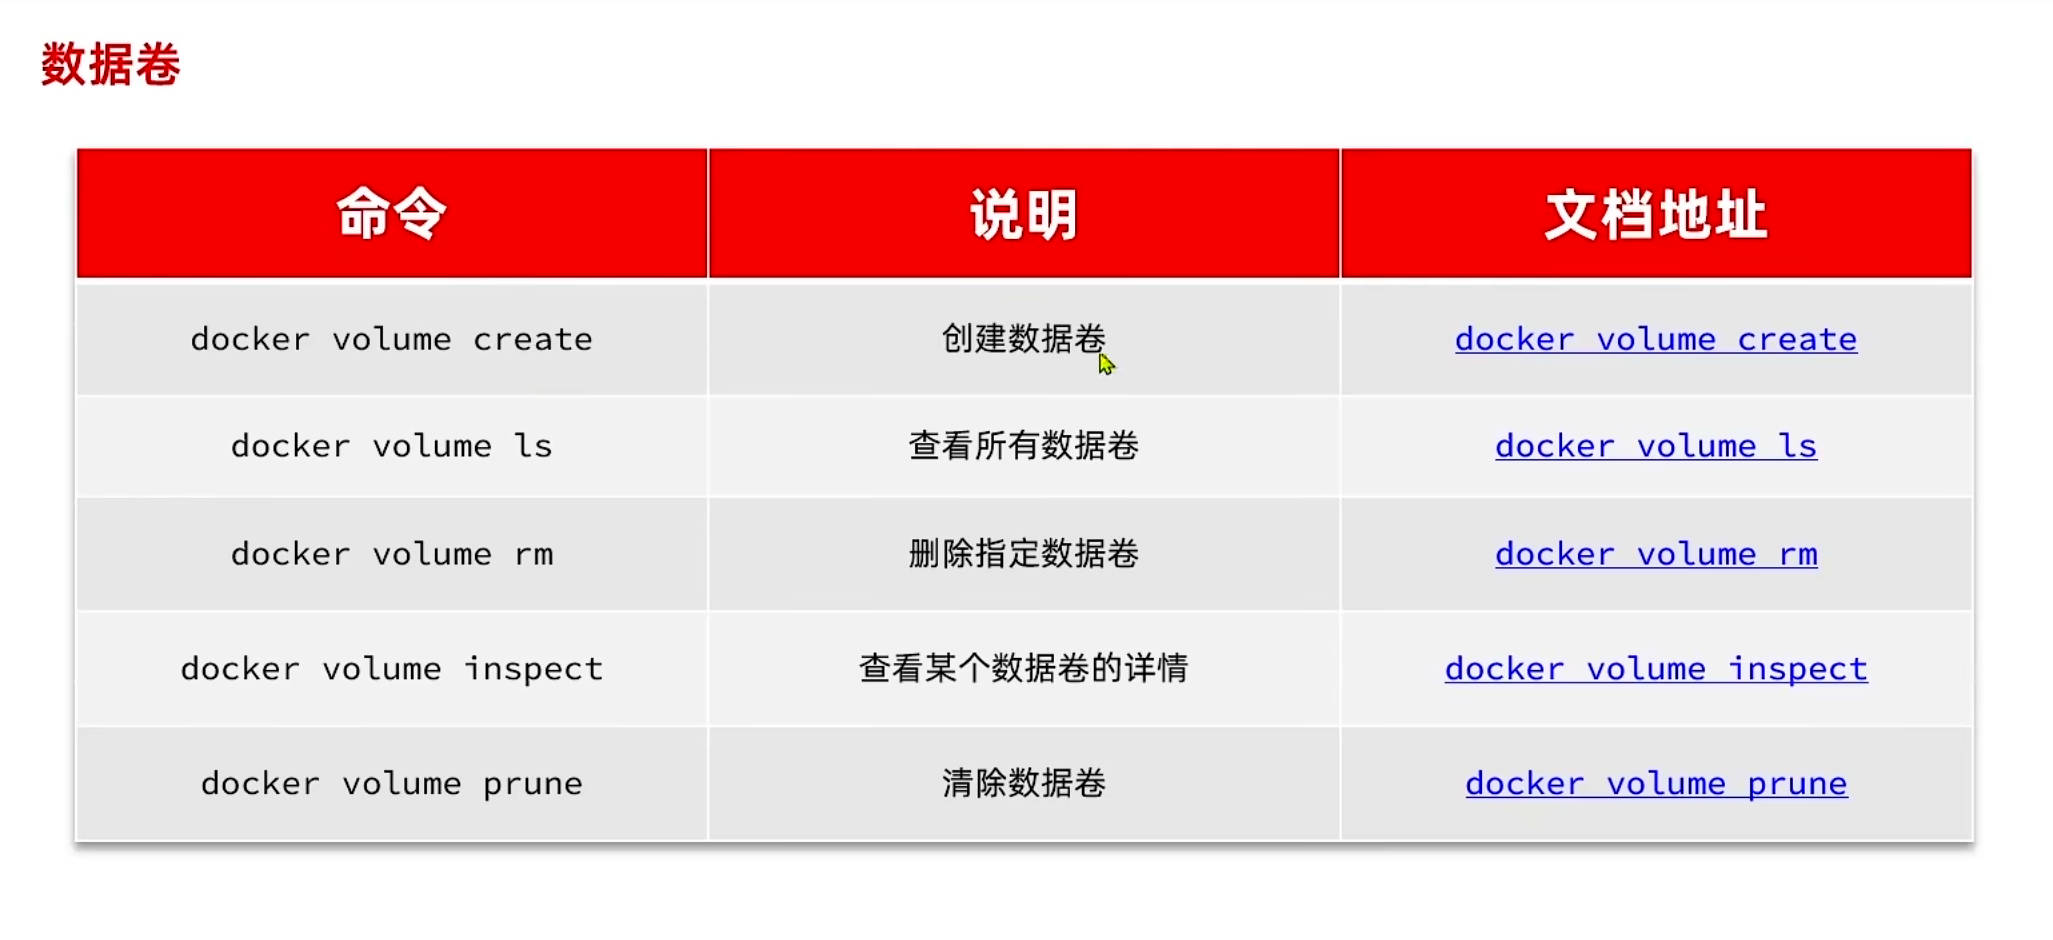 数据卷
命令 说明 文档地址
docker volume create 创建数据卷 docker volume create
docker volume ls 查看所有数据卷 docker volume ls
docker volume rm 删除指定数据卷 docker volume rm
docker volume inspect 查看某个数据卷的详情 docker volume inspect
docker volume prune 清除数据卷 docker volume prune